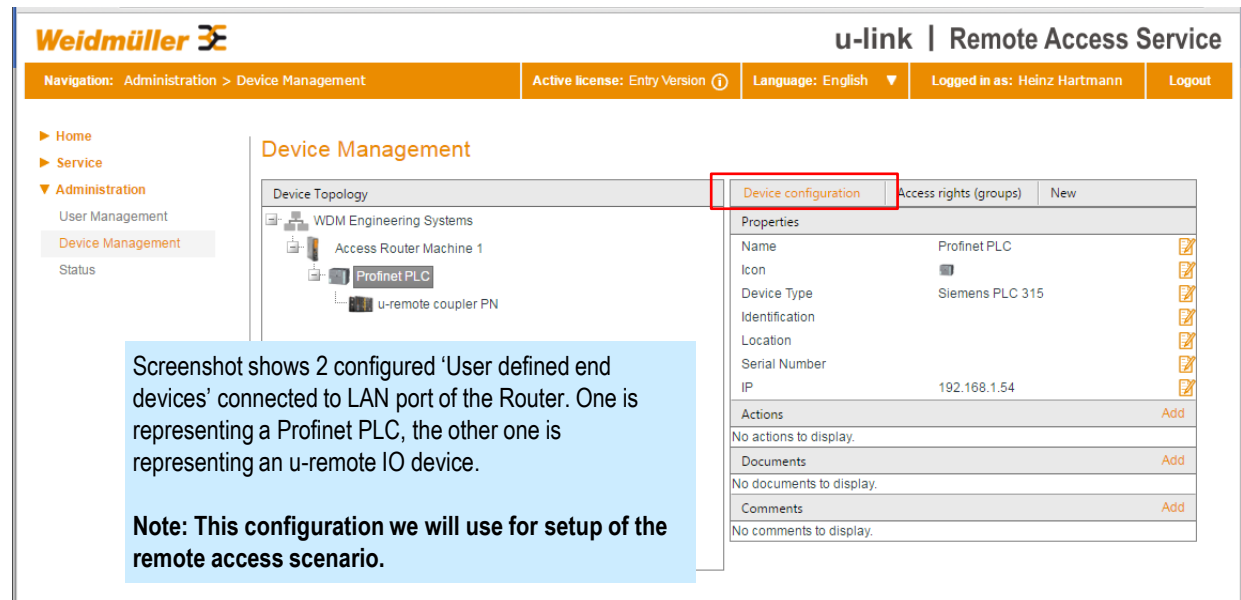 Weidmüller
u-link | Remote Access Service
Navigation: Administration > Device Management
Active license: Entry Version
Language: English ▼
Logged in as: Heinz Hartmann
Logout
► Home
► Service
▼ Administration
User Management
Device Management
Status
Device Management
Device Topology
WDM Engineering Systems
Access Router Machine 1
Profinet PLC
u-remote coupler PN
Device configuration
Access rights (groups)
New
Properties
Name Profinet PLC
Icon
Device Type Siemens PLC 315
Identification
Location
Serial Number
IP 192.168.1.54
Actions Add
No actions to display.
Documents Add
No documents to display.
Comments Add
No comments to display.
Screenshot shows 2 configured ‘User defined end
devices’ connected to LAN port of the Router. One is
representing a Profinet PLC, the other one is
representing an u-remote IO device.
Note: This configuration we will use for setup of the
remote access scenario.